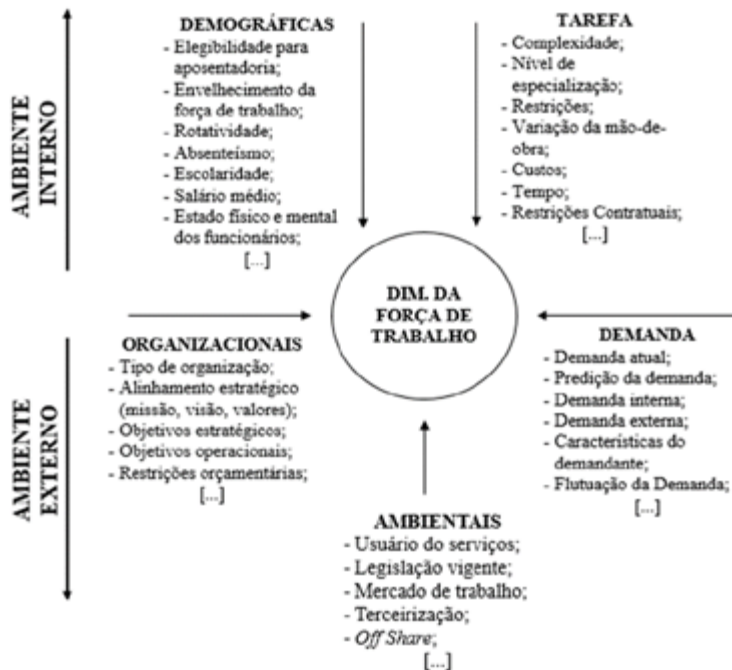 DEMOGRÁFICAS
- Elegibilidade para
aposentadoria;
- Envelhecimento da
força de trabalho;
- Rotatividade;
- Absenteísmo;
- Escolaridade;
- Salário médio;
- Estado físico e mental
dos funcionários;
[...]
TAREFA
- Complexidade;
- Nível de
especialização;
- Restrições;
- Variação da mão-de-
obra;
- Custos;
- Tempo;
- Restrições Contratuais;
[...]
AMBIENTE
INTERNO
DIM. DA
FORÇA DE
TRABALHO
AMBIENTE
EXTERNO
ORGANIZACIONAIS
- Tipo de organização;
- Alinhamento estratégico
(missão, visão, valores);
- Objetivos estratégicos;
- Objetivos operacionais;
- Restrições orçamentárias;
[...]
DEMANDA
- Demanda atual;
- Predição da demanda;
- Demanda interna;
- Demanda externa;
- Características do
demandante;
- Flutuação da Demanda;
[...]
AMBIENTAIS
- Usuário do serviços;
- Legislação vigente;
- Mercado de trabalho;
- Terceirização;
- Off Share;
[...]